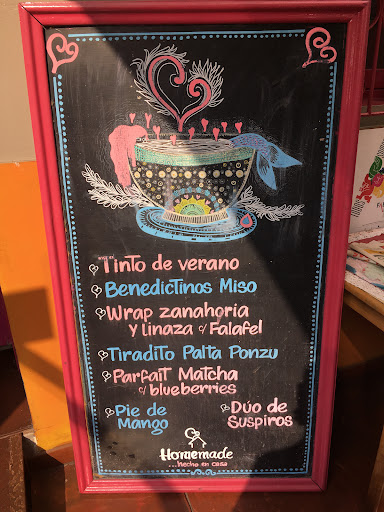 Tinto de verano
Benedictinos Miso
Wrap zanahoria
y linaza c/ Falafel
Tiradito Palta Ponzu
Parfait Matcha
c/ blueberries
Pie de
Mango
Dúo de
Suspiros
Homemade
...hecho en casa